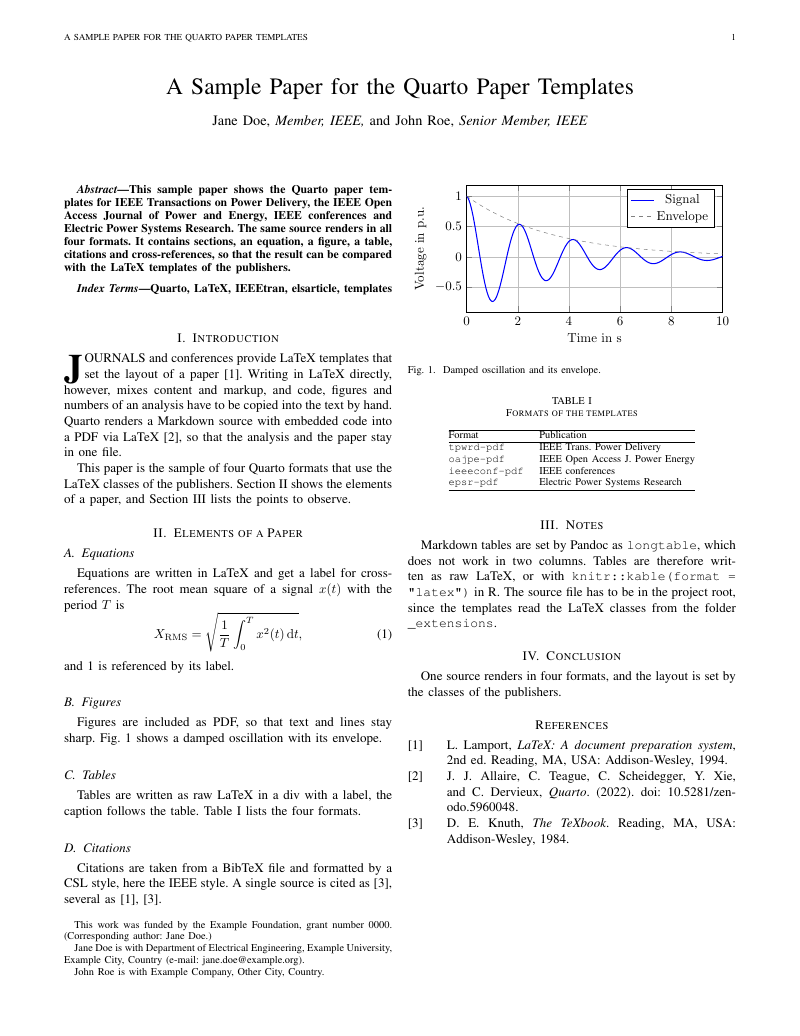 A SAMPLE PAPER FOR THE QUARTO PAPER TEMPLATES 1
A Sample Paper for the Quarto Paper Templates
Jane Doe, Member, IEEE, and John Roe, Senior Member, IEEE
Abstract—This sample paper shows the Quarto paper tem-
plates for IEEE Transactions on Power Delivery, the IEEE Open
Access Journal of Power and Energy, IEEE conferences and
Electric Power Systems Research. The same source renders in all
four formats. It contains sections, an equation, a figure, a table,
citations and cross-references, so that the result can be compared
with the LaTeX templates of the publishers.
Index Terms—Quarto, LaTeX, IEEEtran, elsarticle, templates
I. INTRODUCTION
JOURNALS and conferences provide LaTeX templates that
set the layout of a paper [1]. Writing in LaTeX directly,
however, mixes content and markup, and code, figures and
numbers of an analysis have to be copied into the text by hand.
Quarto renders a Markdown source with embedded code into
a PDF via LaTeX [2], so that the analysis and the paper stay
in one file.
This paper is the sample of four Quarto formats that use the
LaTeX classes of the publishers. Section II shows the elements
of a paper, and Section III lists the points to observe.
II. ELEMENTS OF A PAPER
A. Equations
Equations are written in LaTeX and get a label for cross-
references. The root mean square of a signal x(t) with the
period T is
X_RMS = √(1/T ∫₀ᵀ x²(t) dt), (1)
and 1 is referenced by its label.
B. Figures
Figures are included as PDF, so that text and lines stay
sharp. Fig. 1 shows a damped oscillation with its envelope.
C. Tables
Tables are written as raw LaTeX in a div with a label, the
caption follows the table. Table I lists the four formats.
D. Citations
Citations are taken from a BibTeX file and formatted by a
CSL style, here the IEEE style. A single source is cited as [3],
several as [1], [3].
This work was funded by the Example Foundation, grant number 0000.
(Corresponding author: Jane Doe.)
Jane Doe is with Department of Electrical Engineering, Example University,
Example City, Country (e-mail: jane.doe@example.org).
John Roe is with Example Company, Other City, Country.
Signal
Envelope
1
0.5
0
−0.5
Voltage in p.u.
0 2 4 6 8 10
Time in s
Fig. 1. Damped oscillation and its envelope.
TABLE I
FORMATS OF THE TEMPLATES
Format Publication
tpwrd-pdf IEEE Trans. Power Delivery
oajpe-pdf IEEE Open Access J. Power Energy
ieeeconf-pdf IEEE conferences
epsr-pdf Electric Power Systems Research
III. NOTES
Markdown tables are set by Pandoc as longtable, which
does not work in two columns. Tables are therefore writ-
ten as raw LaTeX, or with knitr::kable(format =
"latex") in R. The source file has to be in the project root,
since the templates read the LaTeX classes from the folder
_extensions.
IV. CONCLUSION
One source renders in four formats, and the layout is set by
the classes of the publishers.
REFERENCES
[1] L. Lamport, LaTeX: A document preparation system,
2nd ed. Reading, MA, USA: Addison-Wesley, 1994.
[2] J. J. Allaire, C. Teague, C. Scheidegger, Y. Xie,
and C. Dervieux, Quarto. (2022). doi: 10.5281/zen-
odo.5960048.
[3] D. E. Knuth, The TeXbook. Reading, MA, USA:
Addison-Wesley, 1984.